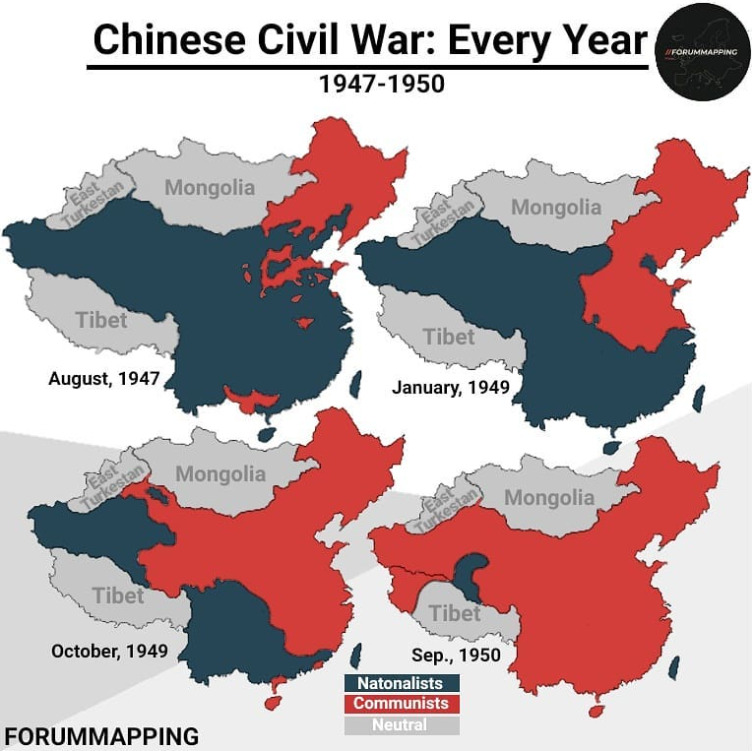 Chinese Civil War: Every Year
1947-1950
//FORUMMAPPING
East
Turkestan
Mongolia
Tibet
August, 1947
East
Turkestan
Mongolia
Tibet
January, 1949
East
Turkestan
Mongolia
Tibet
October, 1949
East
Turkestan
Mongolia
Tibet
Sep., 1950
Natonalists
Communists
Neutral
FORUMMAPPING